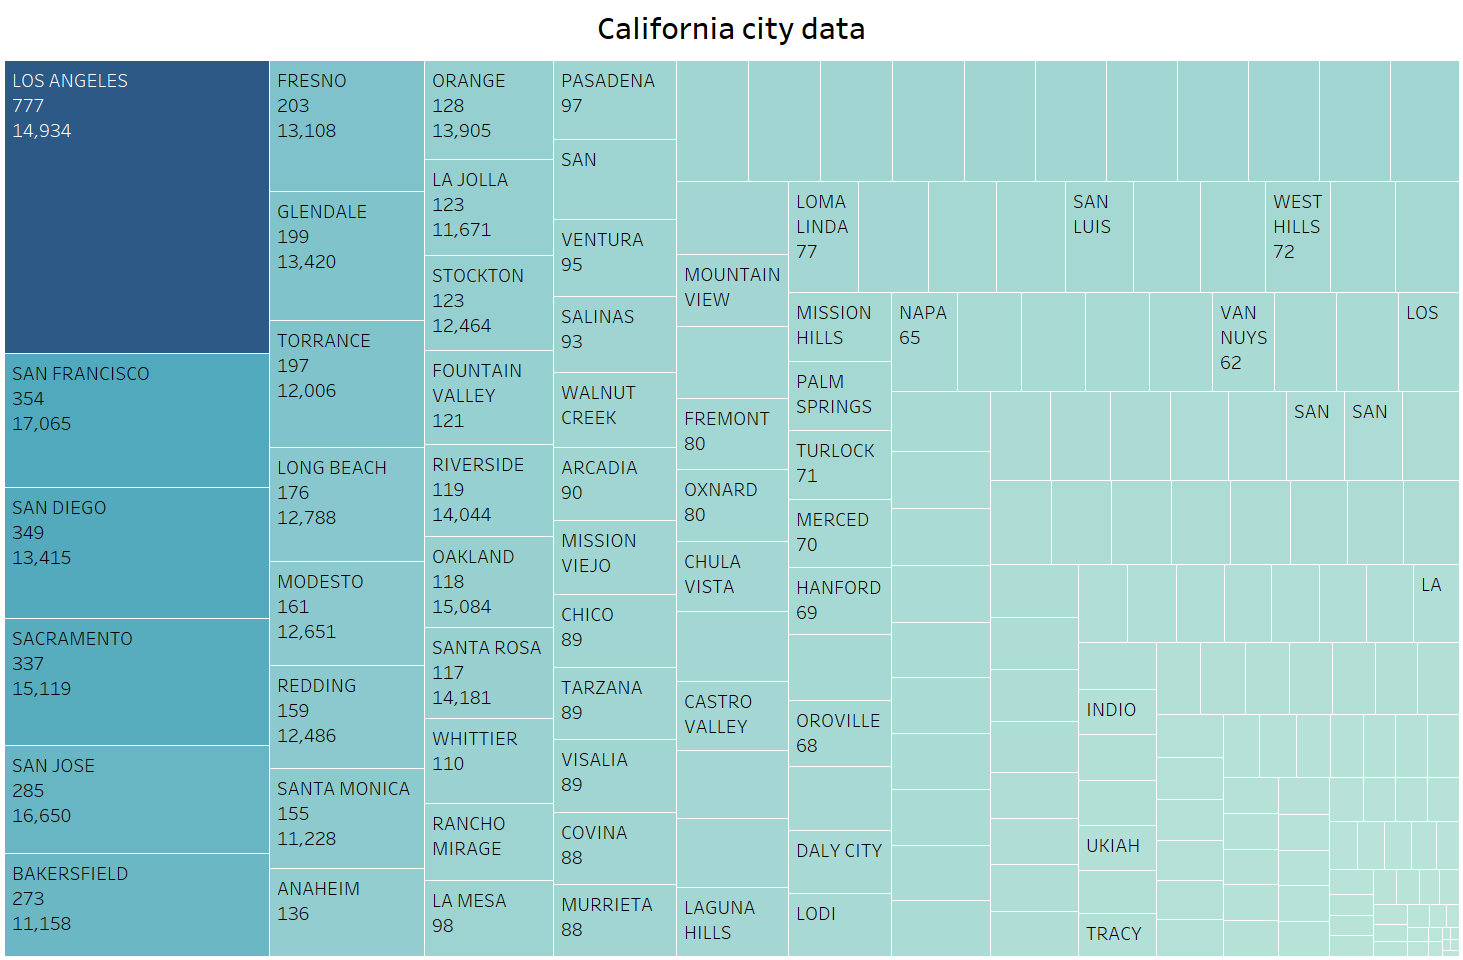 California city data
LOS ANGELES
777
14,934
SAN FRANCISCO
354
17,065
SAN DIEGO
349
13,415
SACRAMENTO
337
15,119
SAN JOSE
285
16,650
BAKERSFIELD
273
11,158
FRESNO
203
13,108
GLENDALE
199
13,420
TORRANCE
197
12,006
LONG BEACH
176
12,788
MODESTO
161
12,651
REDDING
159
12,486
SANTA MONICA
155
11,228
ANAHEIM
136
ORANGE
128
13,905
LA JOLLA
123
11,671
STOCKTON
123
12,464
FOUNTAIN
VALLEY
121
RIVERSIDE
119
14,044
OAKLAND
118
15,084
SANTA ROSA
117
14,181
WHITTIER
110
RANCHO
MIRAGE
LA MESA
98
PASADENA
97
SAN
VENTURA
95
SALINAS
93
WALNUT
CREEK
ARCADIA
90
MISSION
VIEJO
CHICO
89
TARZANA
89
VISALIA
89
COVINA
88
MURRIETA
88
MOUNTAIN
VIEW
FREMONT
80
OXNARD
80
CHULA
VISTA
CASTRO
VALLEY
LAGUNA
HILLS
LOMA
LINDA
77
SAN
LUIS
WEST
HILLS
72
MISSION
HILLS
PALM
SPRINGS
TURLOCK
71
MERCED
70
HANFORD
69
OROVILLE
68
DALY CITY
LODI
NAPA
65
VAN
NUYS
62
LOS
SAN
SAN
LA
INDIO
UKIAH
TRACY